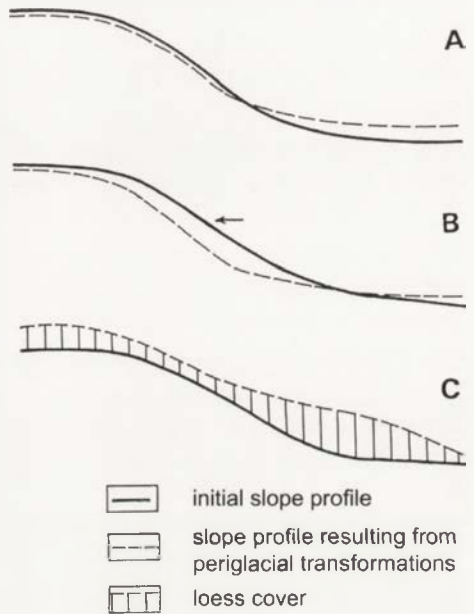 A
B
C
initial slope profile
slope profile resulting from
periglacial transformations
loess cover